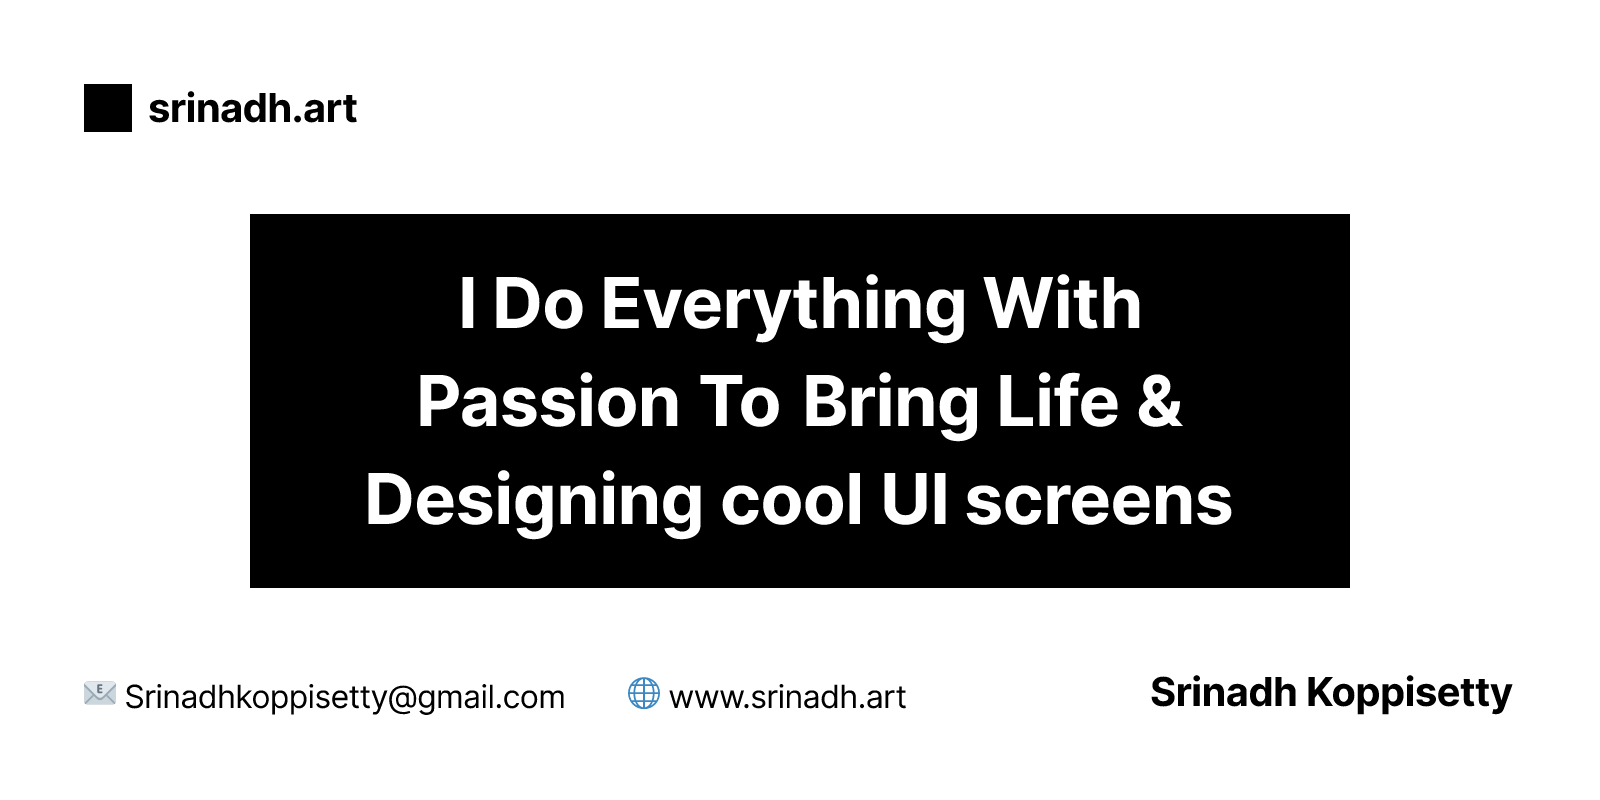 srinadh.art
I Do Everything With
Passion To Bring Life &
Designing cool UI screens
Srinadhkoppisetty@gmail.com
www.srinadh.art
Srinadh Koppisetty